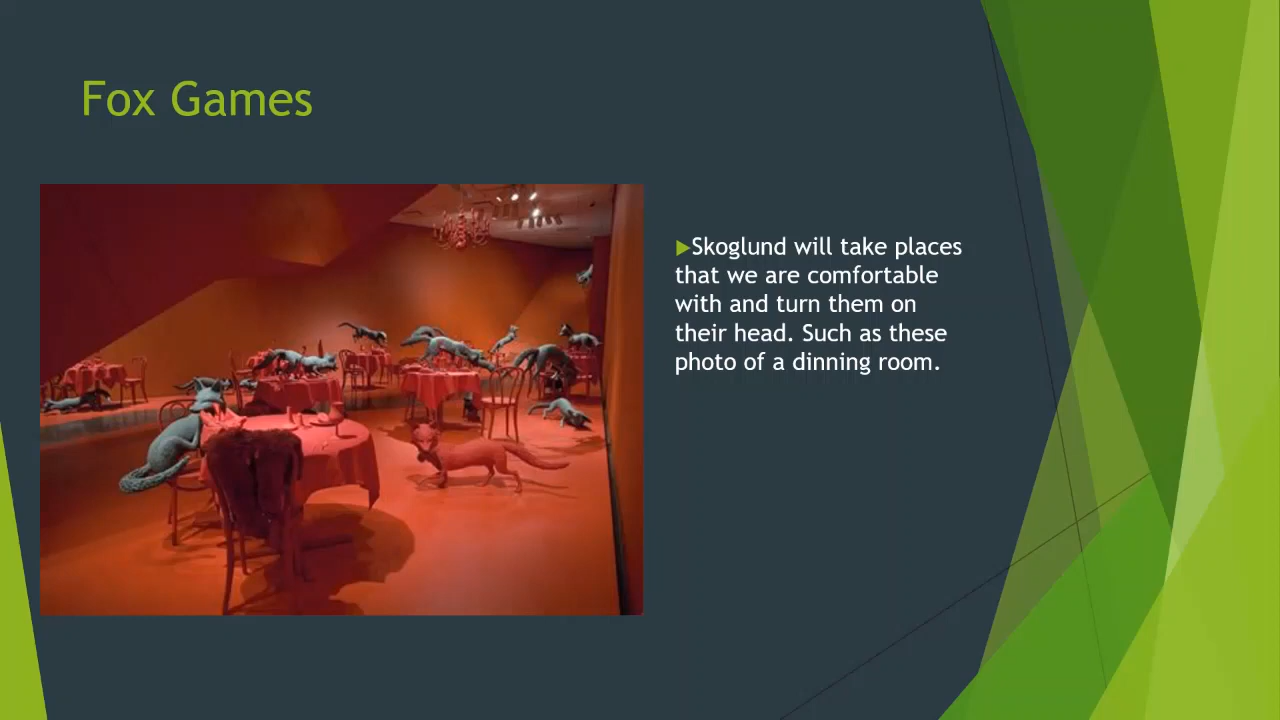 Fox Games
Skoglund will take places
that we are comfortable
with and turn them on
their head. Such as these
photo of a dinning room.